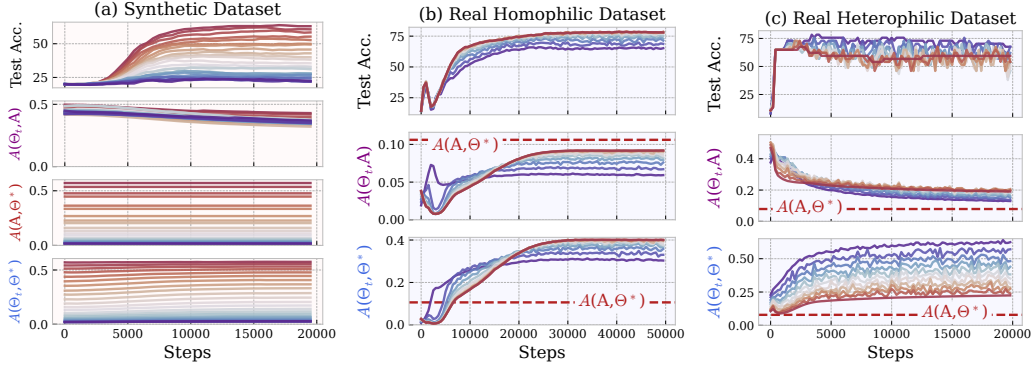 (a) Synthetic Dataset
Test Acc.
50
25
A(Θt,A)
0.5
0.0
A(A,Θ*)
0.5
0.0
A(Θt,Θ*)
0.5
0.0
0 5000 10000 15000 20000
Steps
(b) Real Homophilic Dataset
Test Acc.
75
50
25
A(Θt,A)
0.10
0.05
0.00
A(A,Θ*)
A(Θt,Θ*)
0.4
0.2
0.0
A(A,Θ*)
0 10000 20000 30000 40000 50000
Steps
(c) Real Heterophilic Dataset
Test Acc.
75
50
25
A(Θt,A)
0.4
0.2
0.0
A(A,Θ*)
A(Θt,Θ*)
0.50
0.25
0.00
A(A,Θ*)
0 5000 10000 15000 20000
Steps